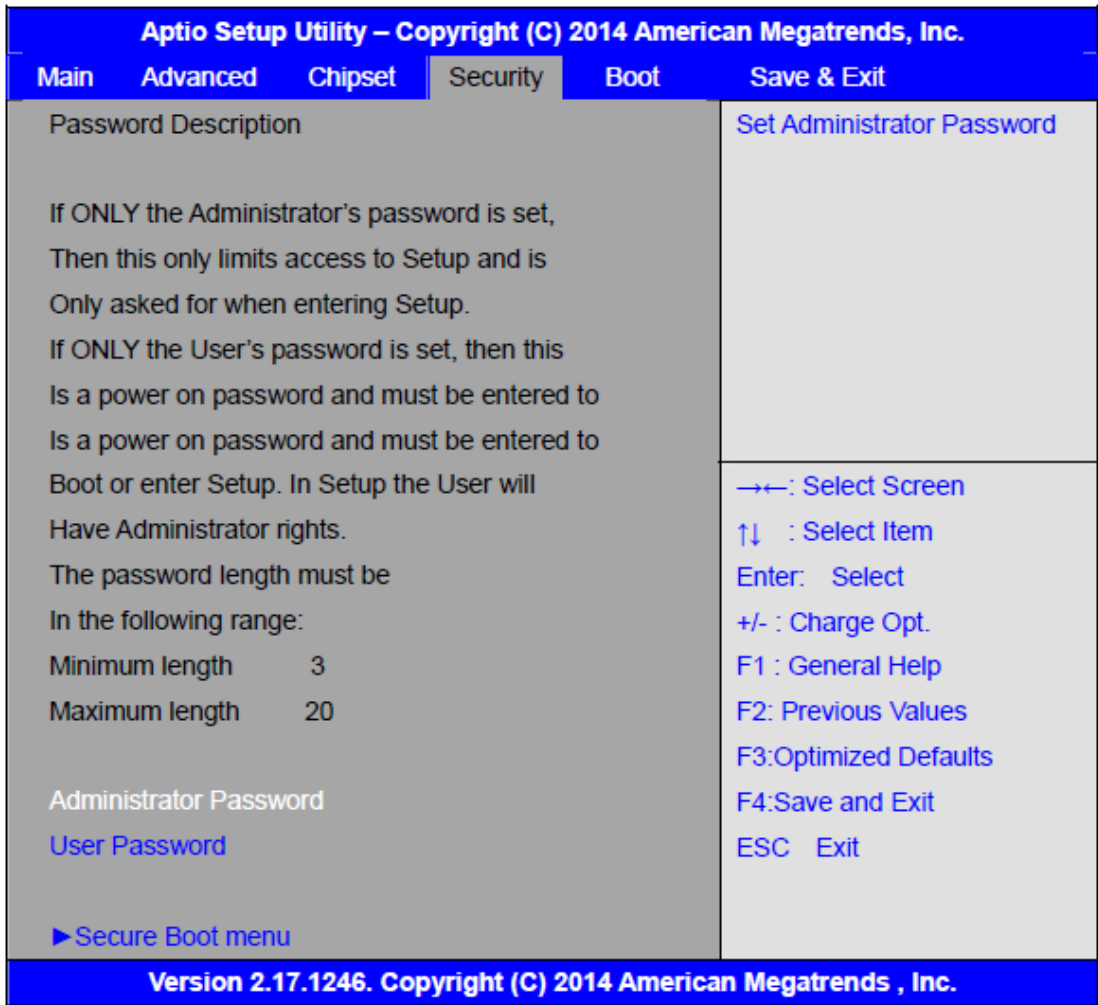 Aptio Setup Utility – Copyright (C) 2014 American Megatrends, Inc.
Main Advanced Chipset Security Boot Save & Exit
Password Description
If ONLY the Administrator’s password is set,
Then this only limits access to Setup and is
Only asked for when entering Setup.
If ONLY the User’s password is set, then this
Is a power on password and must be entered to
Is a power on password and must be entered to
Boot or enter Setup. In Setup the User will
Have Administrator rights.
The password length must be
In the following range:
Minimum length 3
Maximum length 20
Administrator Password
User Password
►Secure Boot menu
Set Administrator Password
→←: Select Screen
↑↓ : Select Item
Enter: Select
+/- : Charge Opt.
F1 : General Help
F2: Previous Values
F3:Optimized Defaults
F4:Save and Exit
ESC Exit
Version 2.17.1246. Copyright (C) 2014 American Megatrends , Inc.